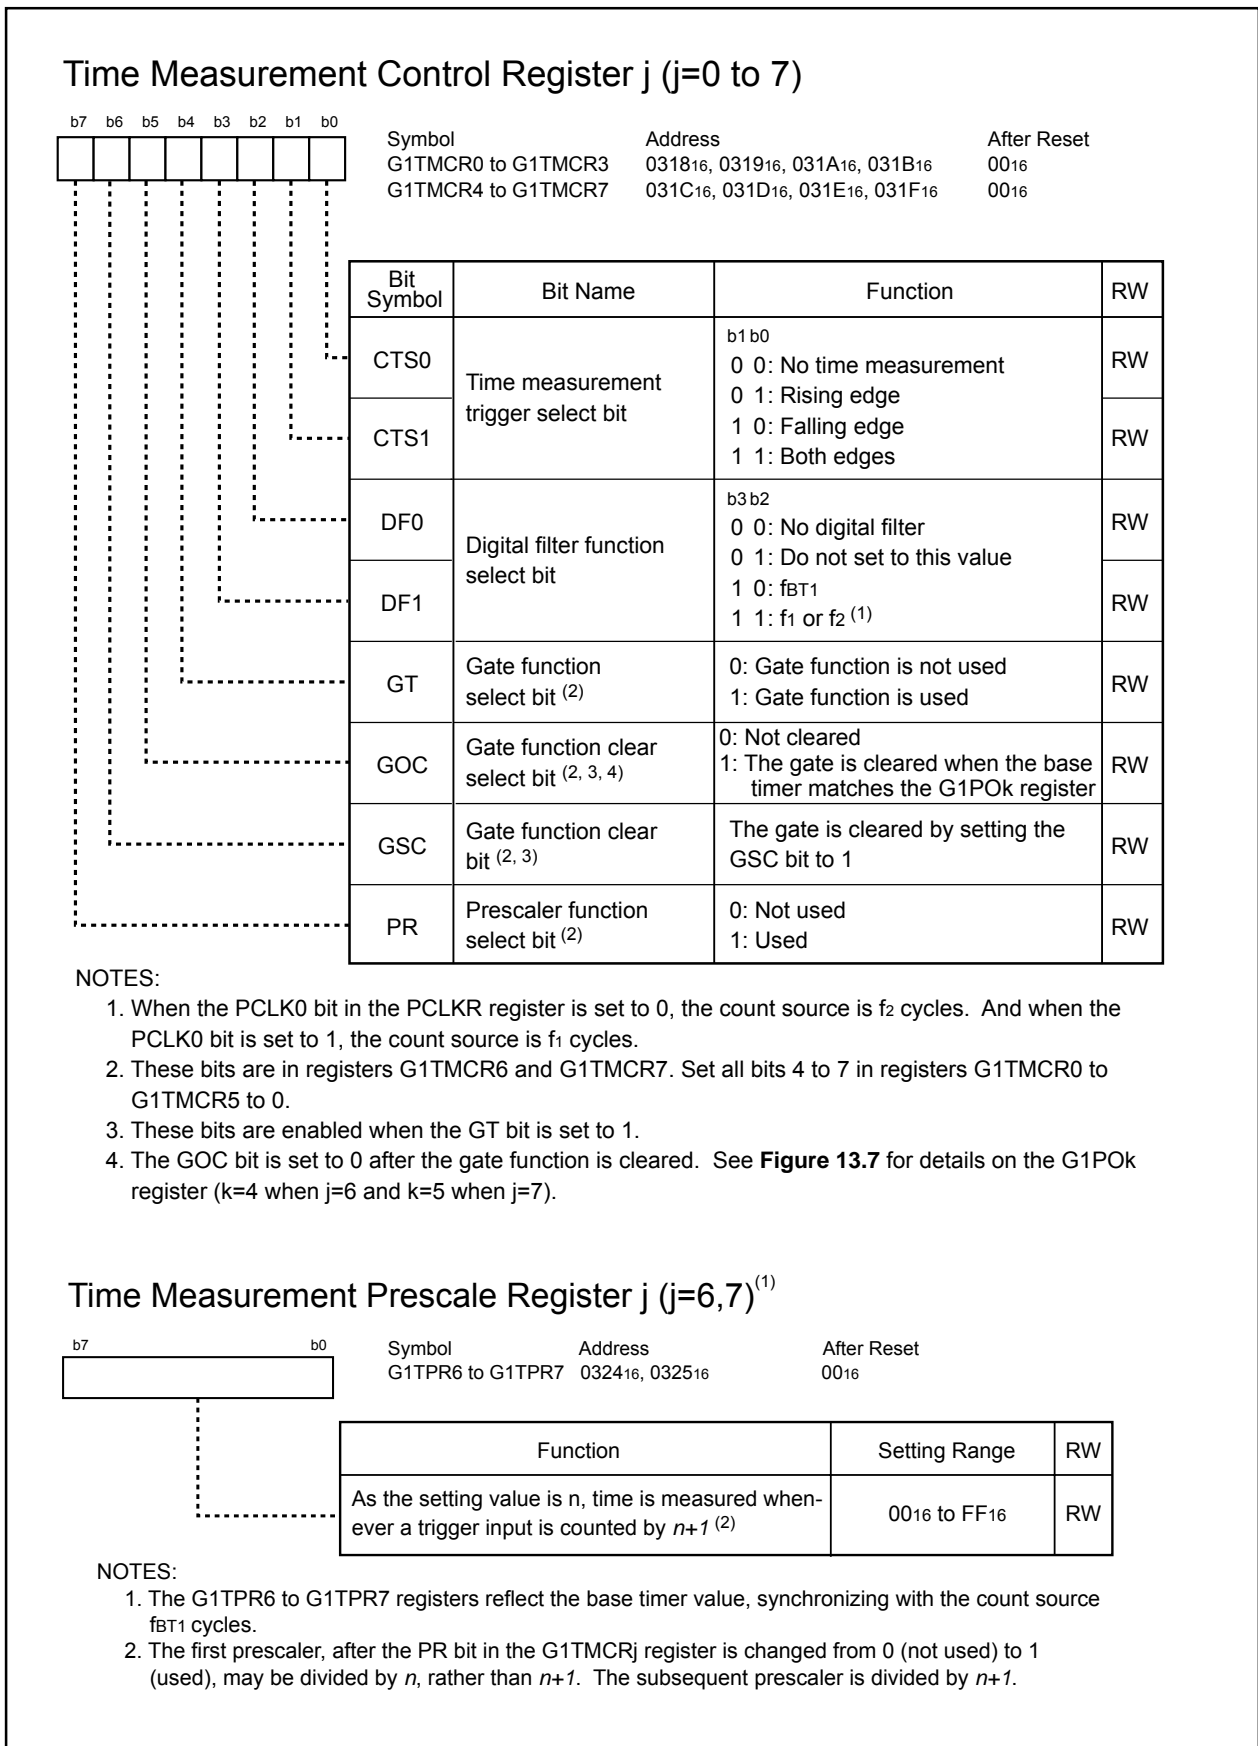 Time Measurement Control Register j (j=0 to 7)
b7 b6 b5 b4 b3 b2 b1 b0
Symbol Address After Reset
G1TMCR0 to G1TMCR3 031816, 031916, 031A16, 031B16 0016
G1TMCR4 to G1TMCR7 031C16, 031D16, 031E16, 031F16 0016
Bit Symbol Bit Name Function RW
CTS0 RW
CTS1 RW
Time measurement
trigger select bit
b1 b0
0 0: No time measurement
0 1: Rising edge
1 0: Falling edge
1 1: Both edges
DF0 RW
DF1 RW
Digital filter function
select bit
b3 b2
0 0: No digital filter
0 1: Do not set to this value
1 0: fBT1
1 1: f1 or f2 (1)
GT
Gate function
select bit (2)
0: Gate function is not used
1: Gate function is used
RW
GOC
Gate function clear
select bit (2, 3, 4)
0: Not cleared
1: The gate is cleared when the base
timer matches the G1POk register
RW
GSC
Gate function clear
bit (2, 3)
The gate is cleared by setting the
GSC bit to 1
RW
PR
Prescaler function
select bit (2)
0: Not used
1: Used
RW
NOTES:
1. When the PCLK0 bit in the PCLKR register is set to 0, the count source is f2 cycles. And when the
PCLK0 bit is set to 1, the count source is f1 cycles.
2. These bits are in registers G1TMCR6 and G1TMCR7. Set all bits 4 to 7 in registers G1TMCR0 to
G1TMCR5 to 0.
3. These bits are enabled when the GT bit is set to 1.
4. The GOC bit is set to 0 after the gate function is cleared. See Figure 13.7 for details on the G1POk
register (k=4 when j=6 and k=5 when j=7).
Time Measurement Prescale Register j (j=6,7)(1)
b7 b0
Symbol Address After Reset
G1TPR6 to G1TPR7 032416, 032516 0016
Function Setting Range RW
As the setting value is n, time is measured when-
ever a trigger input is counted by n+1 (2)
0016 to FF16 RW
NOTES:
1. The G1TPR6 to G1TPR7 registers reflect the base timer value, synchronizing with the count source
fBT1 cycles.
2. The first prescaler, after the PR bit in the G1TMCRj register is changed from 0 (not used) to 1
(used), may be divided by n, rather than n+1. The subsequent prescaler is divided by n+1.